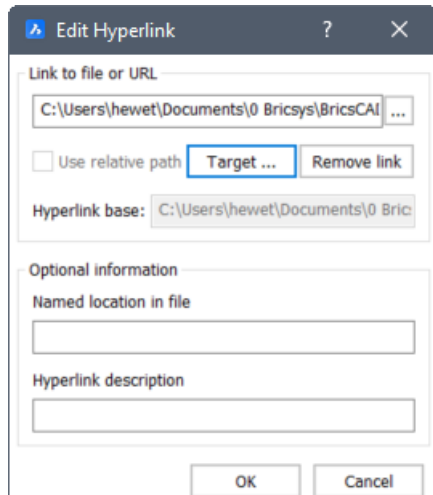 Edit Hyperlink ?
Link to file or URL
C:\Users\hewet\Documents\0 Bricsys\BricsCAI ...
Use relative path Target ... Remove link
Hyperlink base: C:\Users\hewet\Documents\0 Bric
Optional information
Named location in file
Hyperlink description
OK Cancel